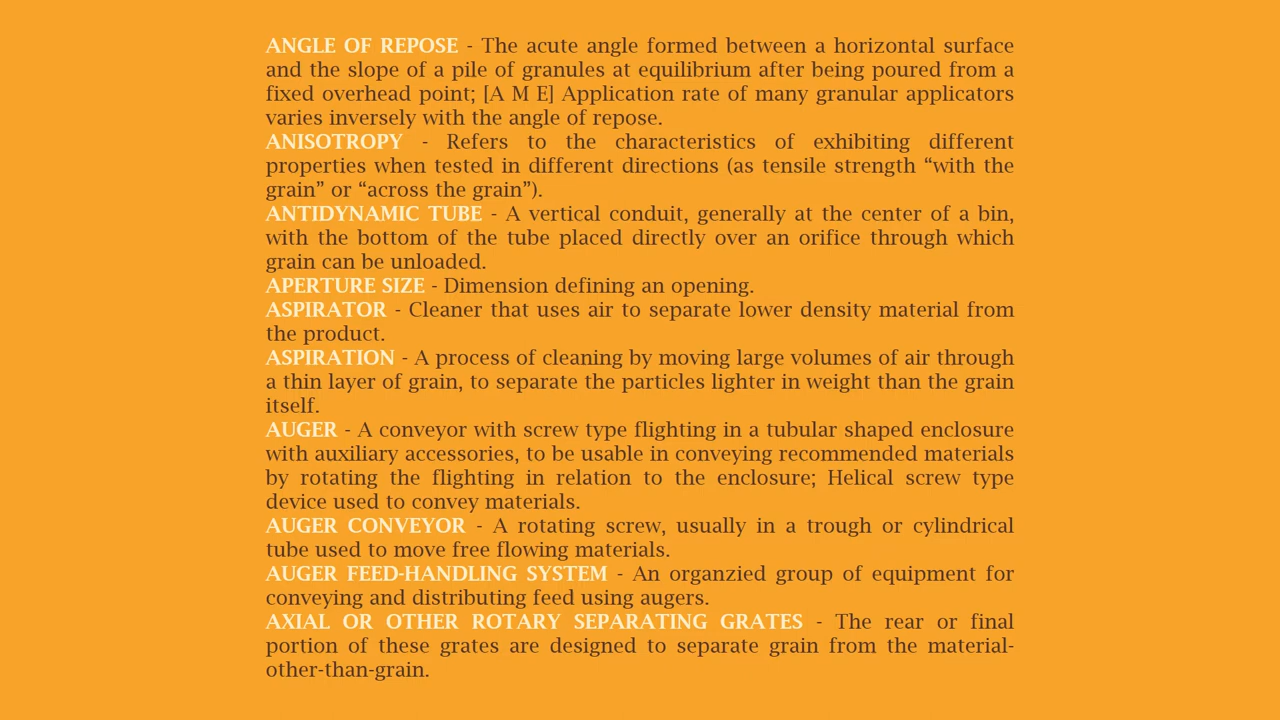 ANGLE OF REPOSE - The acute angle formed between a horizontal surface
and the slope of a pile of granules at equilibrium after being poured from a
fixed overhead point; [A M E] Application rate of many granular applicators
varies inversely with the angle of repose.
ANISOTROPY - Refers to the characteristics of exhibiting different
properties when tested in different directions (as tensile strength “with the
grain” or “across the grain”).
ANTIDYNAMIC TUBE - A vertical conduit, generally at the center of a bin,
with the bottom of the tube placed directly over an orifice through which
grain can be unloaded.
APERTURE SIZE - Dimension defining an opening.
ASPIRATOR - Cleaner that uses air to separate lower density material from
the product.
ASPIRATION - A process of cleaning by moving large volumes of air through
a thin layer of grain, to separate the particles lighter in weight than the grain
itself.
AUGER - A conveyor with screw type flighting in a tubular shaped enclosure
with auxiliary accessories, to be usable in conveying recommended materials
by rotating the flighting in relation to the enclosure; Helical screw type
device used to convey materials.
AUGER CONVEYOR - A rotating screw, usually in a trough or cylindrical
tube used to move free flowing materials.
AUGER FEED-HANDLING SYSTEM - An organzied group of equipment for
conveying and distributing feed using augers.
AXIAL OR OTHER ROTARY SEPARATING GRATES - The rear or final
portion of these grates are designed to separate grain from the material-
other-than-grain.